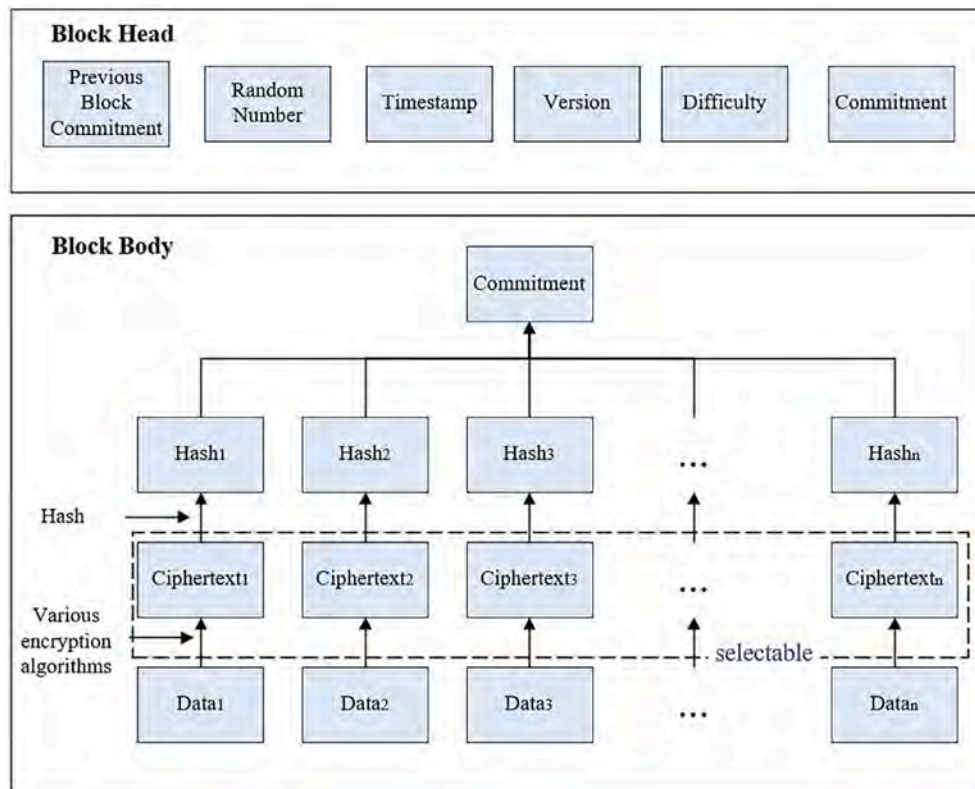 Block Head
Previous
Block
Commitment
Random
Number
Timestamp
Version
Difficulty
Commitment
Block Body
Commitment
Hash1
Hash2
Hash3
...
Hashn
Hash
Ciphertext1
Ciphertext2
Ciphertext3
...
Ciphertextn
Various
encryption
algorithms
selectable
Data1
Data2
Data3
...
Datan